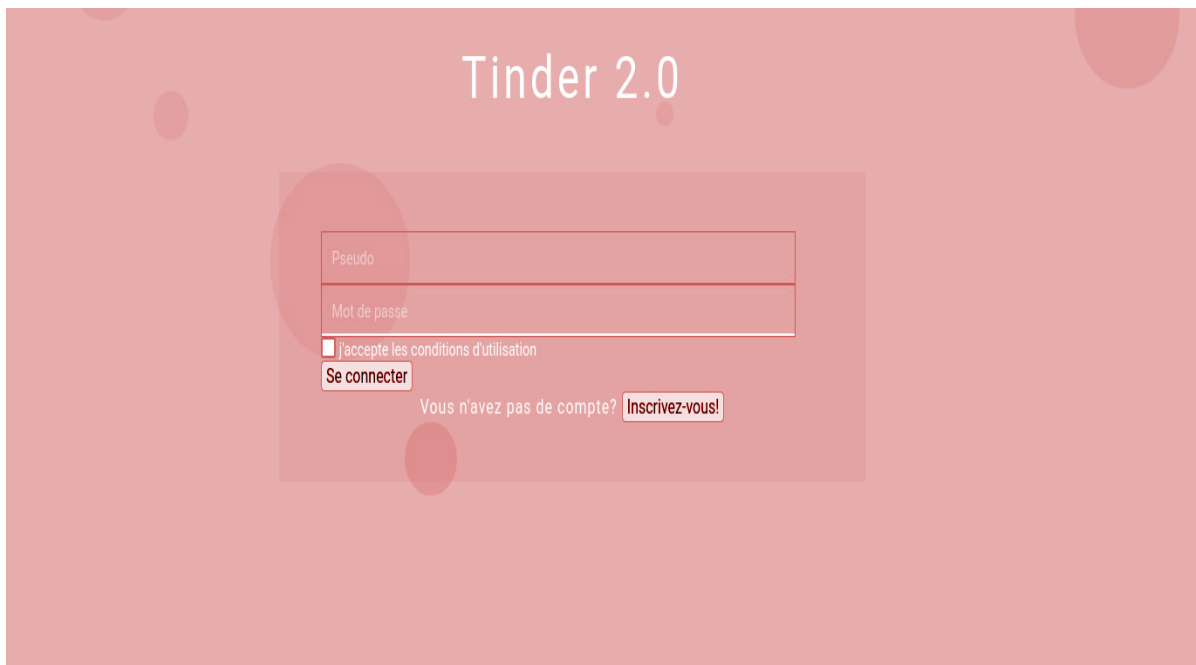 Tinder 2.0
Pseudo
Mot de passe
j'accepte les conditions d'utilisation
Se connecter
Vous n'avez pas de compte? Inscrivez-vous!